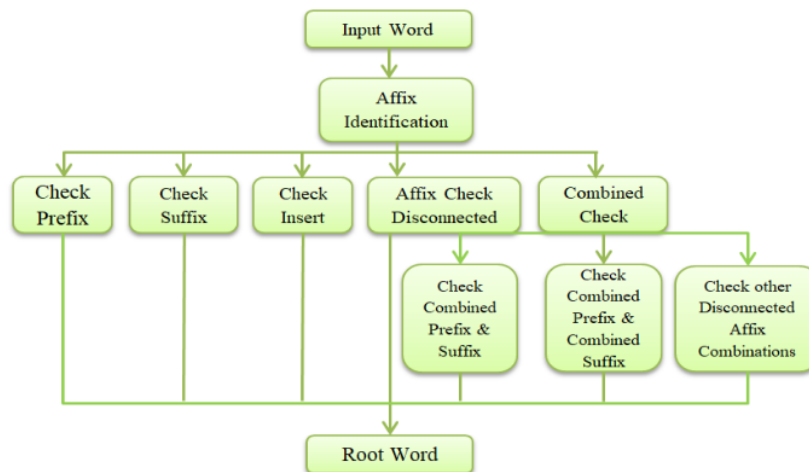 Input Word
Affix
Identification
Check
Prefix
Check
Suffix
Check
Insert
Affix Check
Disconnected
Combined
Check
Check
Combined
Prefix &
Suffix
Check
Combined
Prefix &
Combined
Suffix
Check other
Disconnected
Affix
Combinations
Root Word